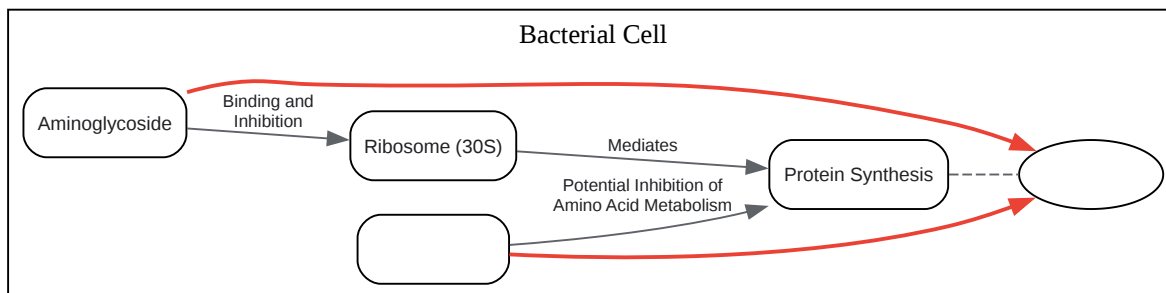 Bacterial Cell
Aminoglycoside
Binding and
Inhibition
Ribosome (30S)
Mediates
Potential Inhibition of
Amino Acid Metabolism
Protein Synthesis